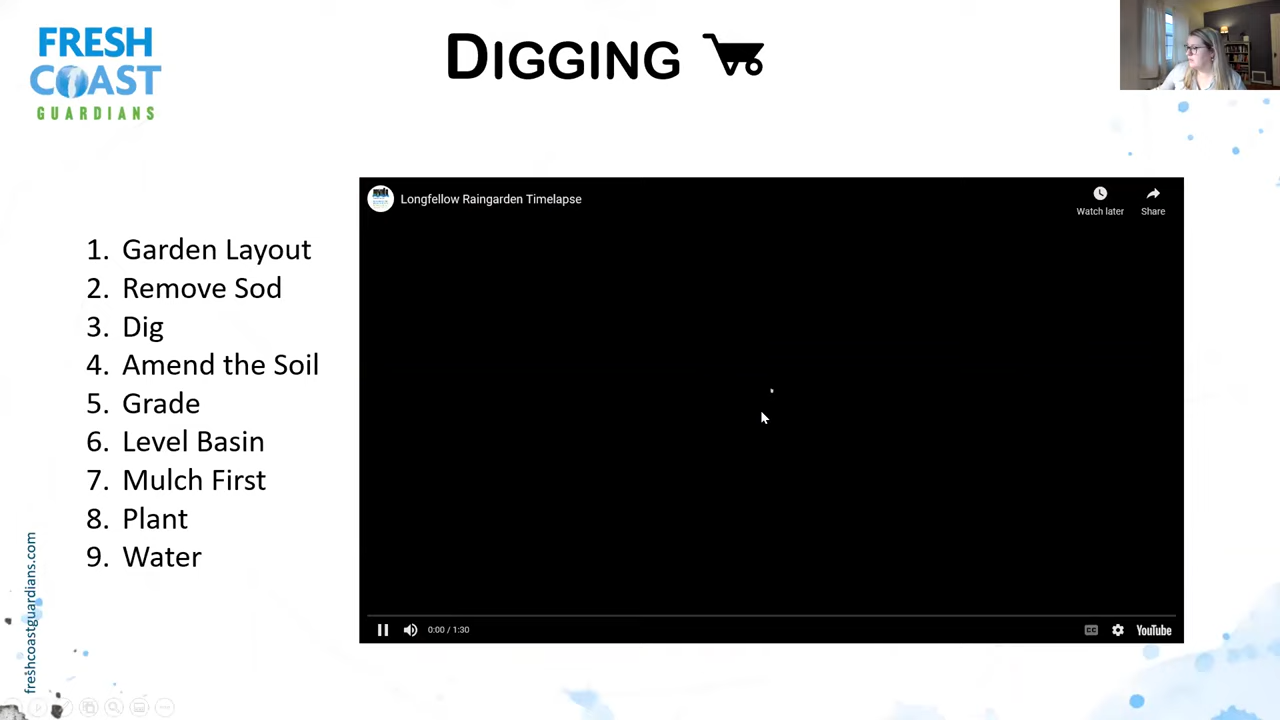 FRESH
COAST
GUARDIANS
DIGGING
Longfellow Raingarden Timelapse
Watch later
Share
1. Garden Layout
2. Remove Sod
3. Dig
4. Amend the Soil
5. Grade
6. Level Basin
7. Mulch First
8. Plant
9. Water
freshcoastguardians.com
0:00 / 1:30
CC
YouTube